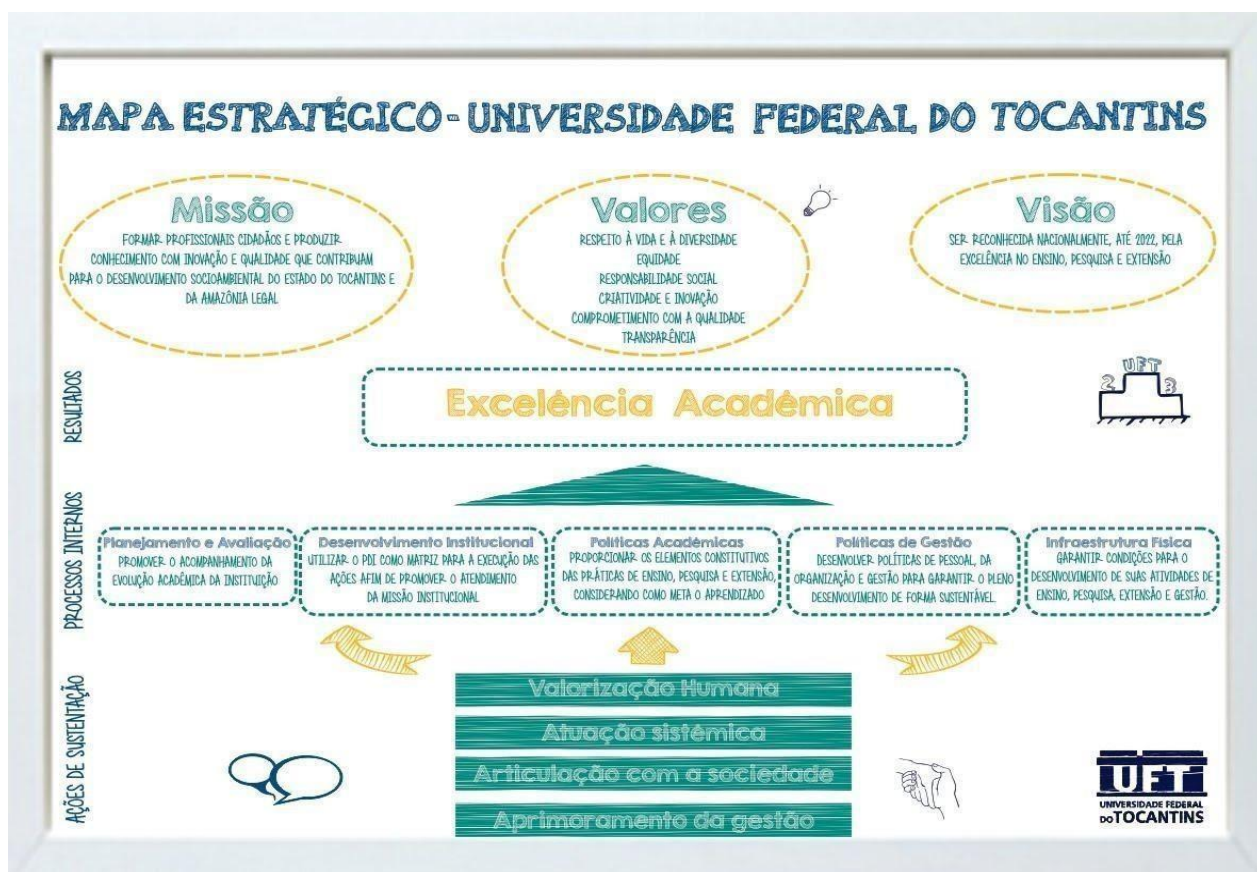 MAPA ESTRATÉGICO - UNIVERSIDADE FEDERAL DO TOCANTINS
Missão
FORMAR PROFISSIONAIS CIDADÃOS E PRODUZIR
CONHECIMENTO COM INOVAÇÃO E QUALIDADE QUE CONTRIBUAM
PARA O DESENVOLVIMENTO SOCIOAMBIENTAL DO ESTADO DO TOCANTINS E
DA AMAZÔNIA LEGAL
Valores
RESPEITO À VIDA E À DIVERSIDADE
EQUIDADE
RESPONSABILIDADE SOCIAL
CRIATIVIDADE E INOVAÇÃO
COMPROMETIMENTO COM A QUALIDADE
TRANSPARÊNCIA
Visão
SER RECONHECIDA NACIONALMENTE, ATÉ 2022, PELA
EXCELÊNCIA NO ENSINO, PESQUISA E EXTENSÃO
RESULTADOS
Excelência Acadêmica
UFT
2 3
PROCESSOS INTERNOS
Planejamento e Avaliação
PROMOVER O ACOMPANHAMENTO DA
EVOLUÇÃO ACADÊMICA DA INSTITUIÇÃO
Desenvolvimento Institucional
UTILIZAR O PDI COMO MATRIZ PARA A EXECUÇÃO DAS
AÇÕES AFIM DE PROMOVER O ATENDIMENTO
DA MISSÃO INSTITUCIONAL
Políticas Acadêmicas
PROPORCIONAR OS ELEMENTOS CONSTITUTIVOS
DAS PRÁTICAS DE ENSINO, PESQUISA E EXTENSÃO,
CONSIDERANDO COMO META O APRENDIZADO
Políticas de Gestão
DESENVOLVER POLÍTICAS DE PESSOAL, DA
ORGANIZAÇÃO E GESTÃO PARA GARANTIR O PLENO
DESENVOLVIMENTO DE FORMA SUSTENTÁVEL
Infraestrutura Física
GARANTIR CONDIÇÕES PARA O
DESENVOLVIMENTO DE SUAS ATIVIDADES DE
ENSINO, PESQUISA, EXTENSÃO E GESTÃO.
AÇÕES DE SUSTENTAÇÃO
Valorização Humana
Atuação sistêmica
Articulação com a sociedade
Aprimoramento da gestão
UFT
UNIVERSIDADE FEDERAL
DO TOCANTINS